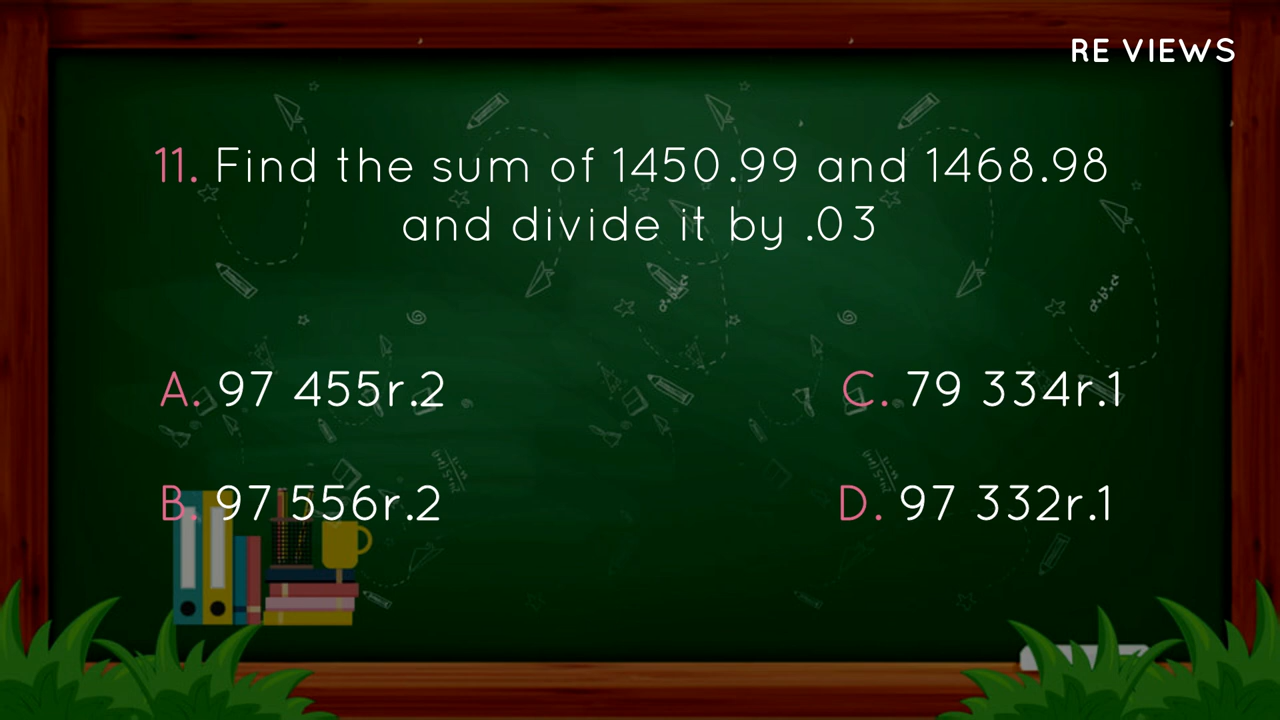 RE VIEWS
11. Find the sum of 1450.99 and 1468.98
and divide it by .03
A. 97 455r.2
C. 79 334r.1
B. 97 556r.2
D. 97 332r.1